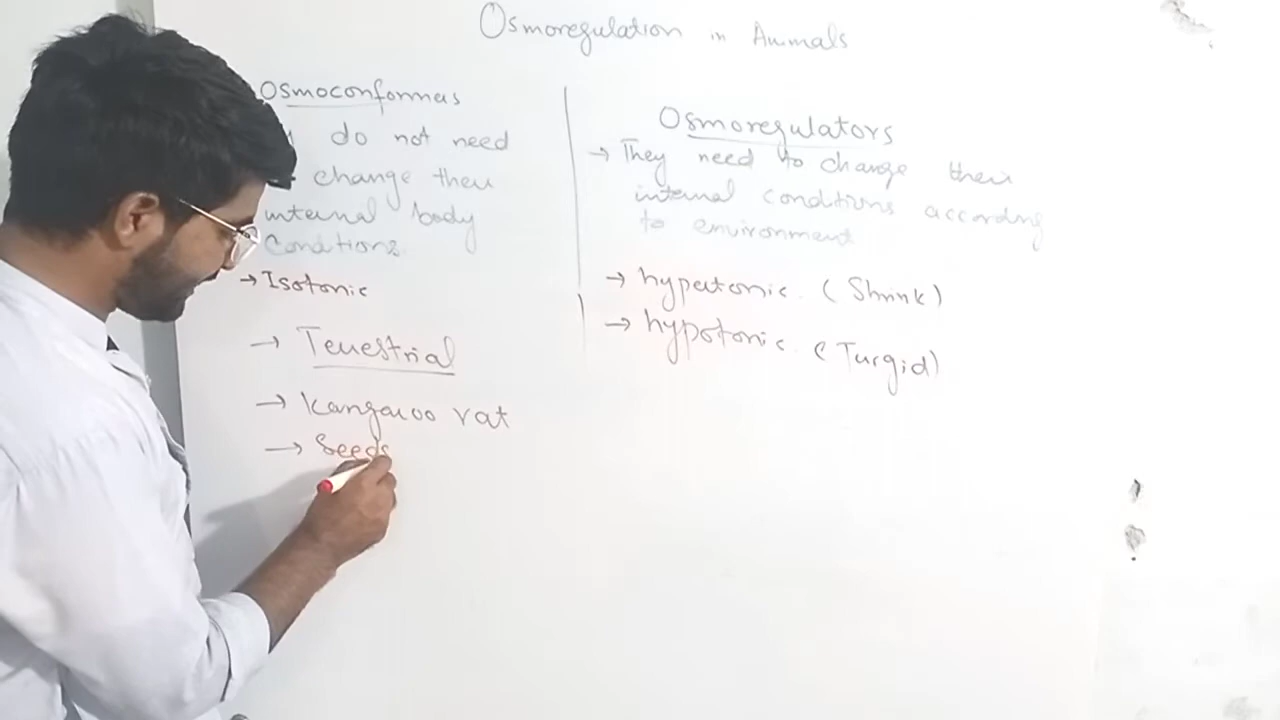 Osmoregulation in Animals
Osmoconformers
do not need
change their
internal body
Conditions
→ Isotonic
→ Terrestrial
→ Kangaroo rat
→ Seeds
Osmoregulators
→ They need to change their
internal conditions according
to environment
→ hypertonic. (Shrink)
→ hypotonic. (Turgid)